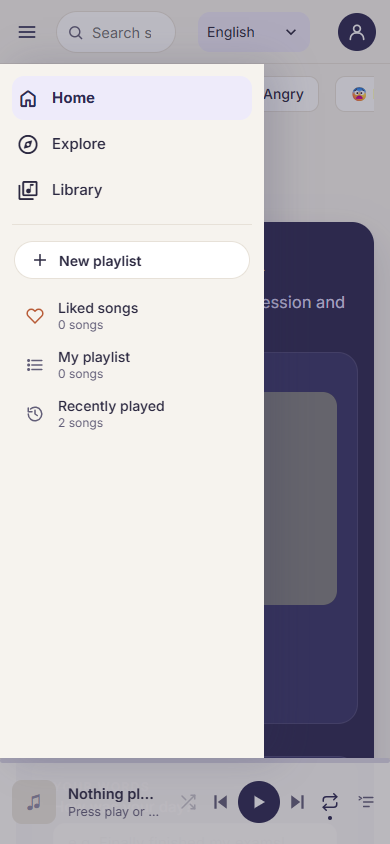 Search s
English
Home
Angry
Explore
Library
New playlist
ession and
Liked songs
0 songs
My playlist
0 songs
Recently played
2 songs
Nothing pl...
Press play or ...